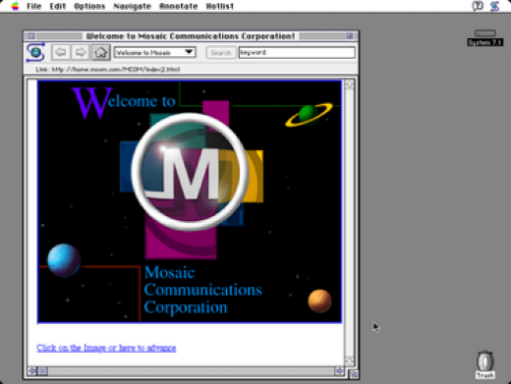 File Edit Options Navigate Annotate Hotlist
Welcome to Mosaic Communications Corporation!
Welcome to Mosaic
Search
keyword
Link: http://home.mcom.com/MCOM/index2.html
System 7.1
Welcome to
M
Mosaic
Communications
Corporation
Click on the Image or here to advance
Trash